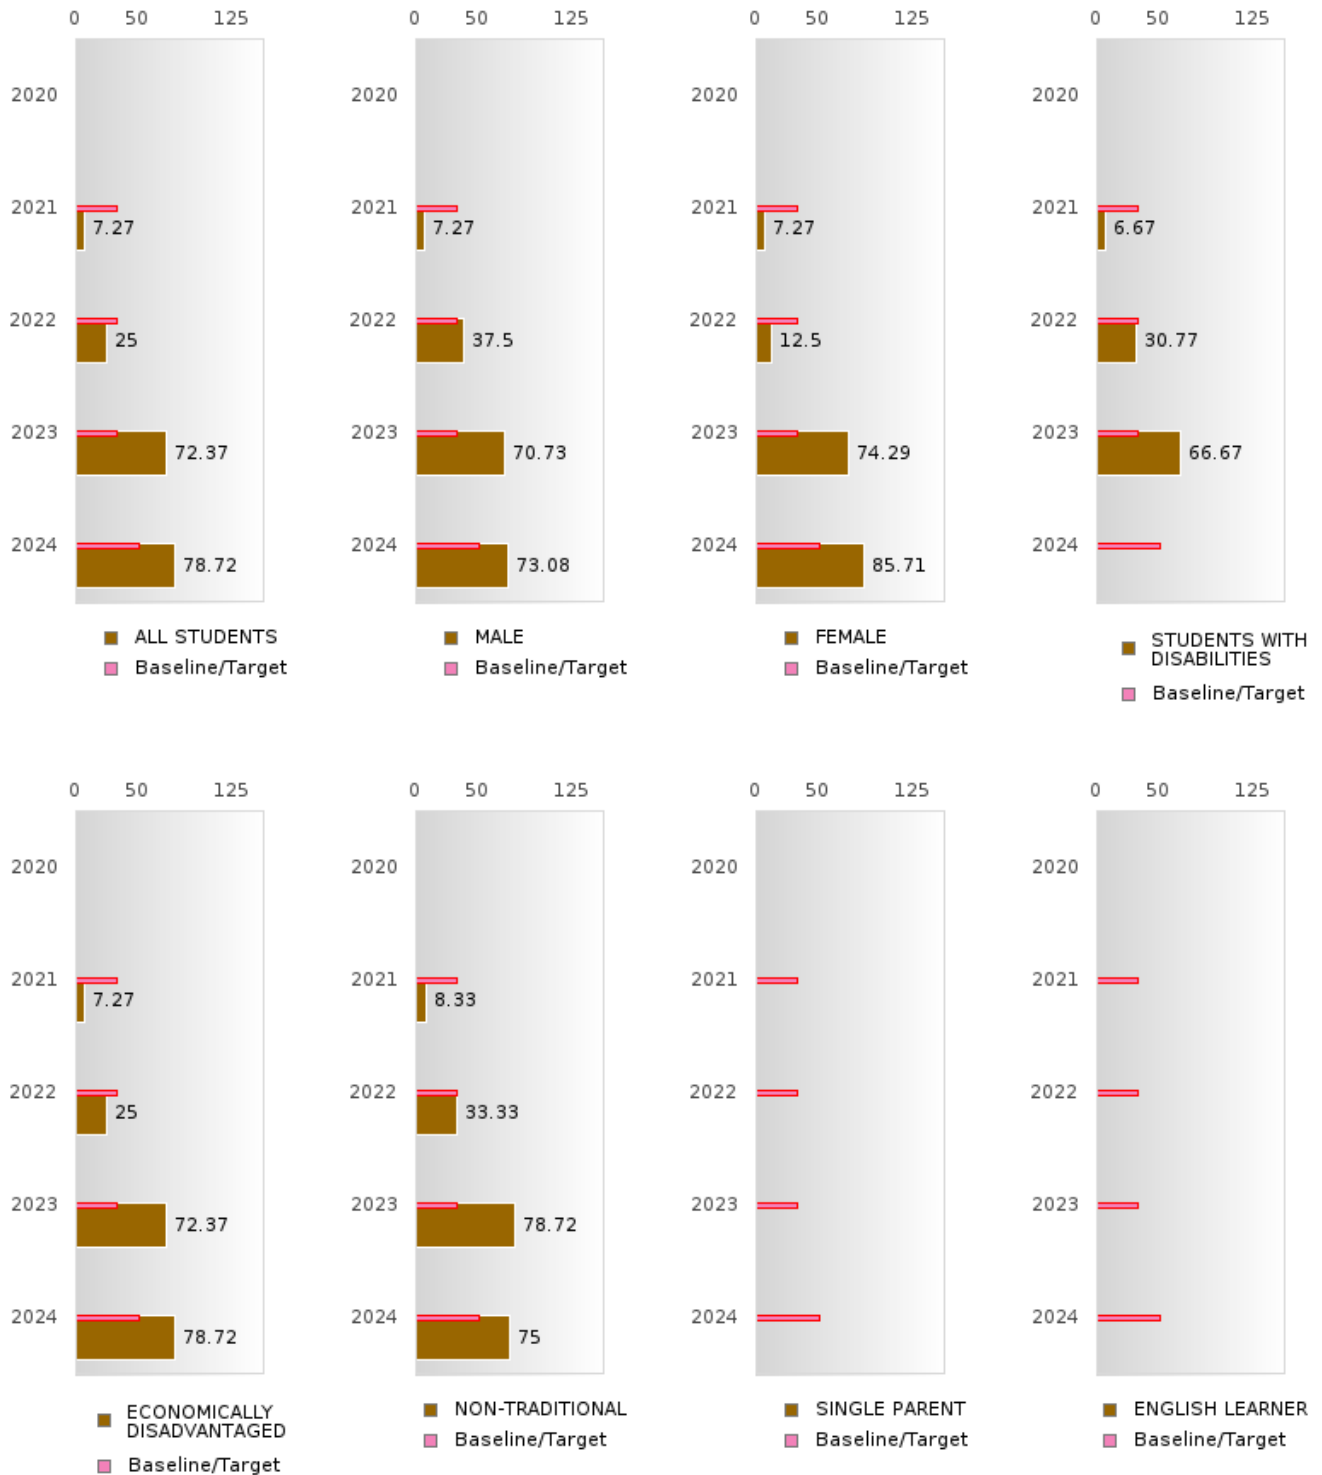 0 50 125 0 50 125 0 50 125 0 50 125
2020 2020 2020 2020
2021 2021 2021 2021
7.27 7.27 7.27 6.67
2022 2022 2022 2022
25 37.5 12.5 30.77
2023 2023 2023 2023
72.37 70.73 74.29 66.67
2024 2024 2024 2024
78.72 73.08 85.71
ALL STUDENTS MALE FEMALE STUDENTS WITH
DISABILITIES
Baseline/Target Baseline/Target Baseline/Target Baseline/Target
0 50 125 0 50 125 0 50 125 0 50 125
2020 2020 2020 2020
2021 2021 2021 2021
7.27 8.33
2022 2022 2022 2022
25 33.33
2023 2023 2023 2023
72.37 78.72
2024 2024 2024 2024
78.72 75
ECONOMICALLY NON-TRADITIONAL SINGLE PARENT ENGLISH LEARNER
DISADVANTAGED
Baseline/Target Baseline/Target Baseline/Target Baseline/Target